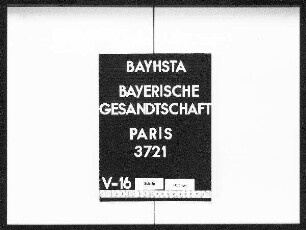 BAYHSTA
BAYERISCHE
GESANDTSCHAFT
PARIS
3721
V-16